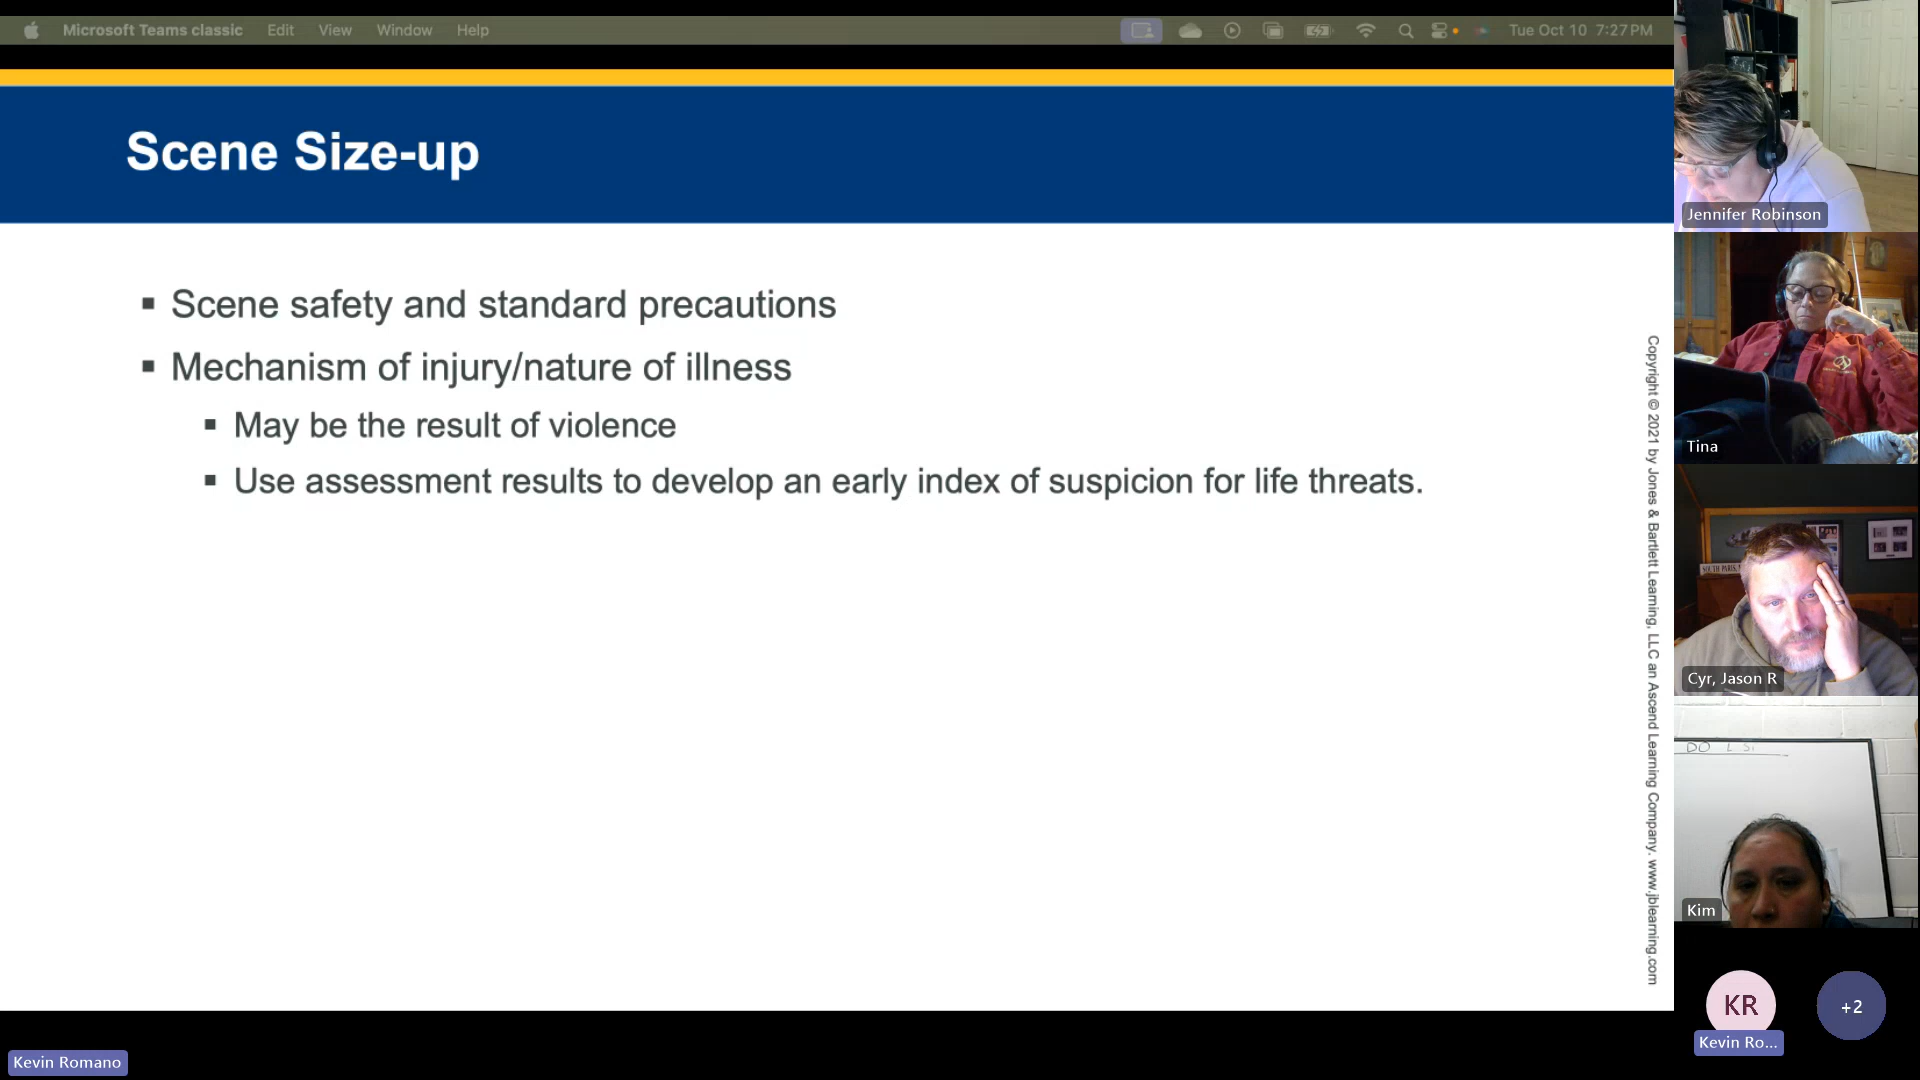 Microsoft Teams classic Edit View Window Help Tue Oct 10 7:27 PM
Scene Size-up
▪ Scene safety and standard precautions
▪ Mechanism of injury/nature of illness
▪ May be the result of violence
▪ Use assessment results to develop an early index of suspicion for life threats.
Copyright © 2021 by Jones & Bartlett Learning, LLC an Ascend Learning Company. www.jblearning.com
Jennifer Robinson
Tina
Cyr, Jason R
Kim
KR
+2
Kevin Ro...
Kevin Romano